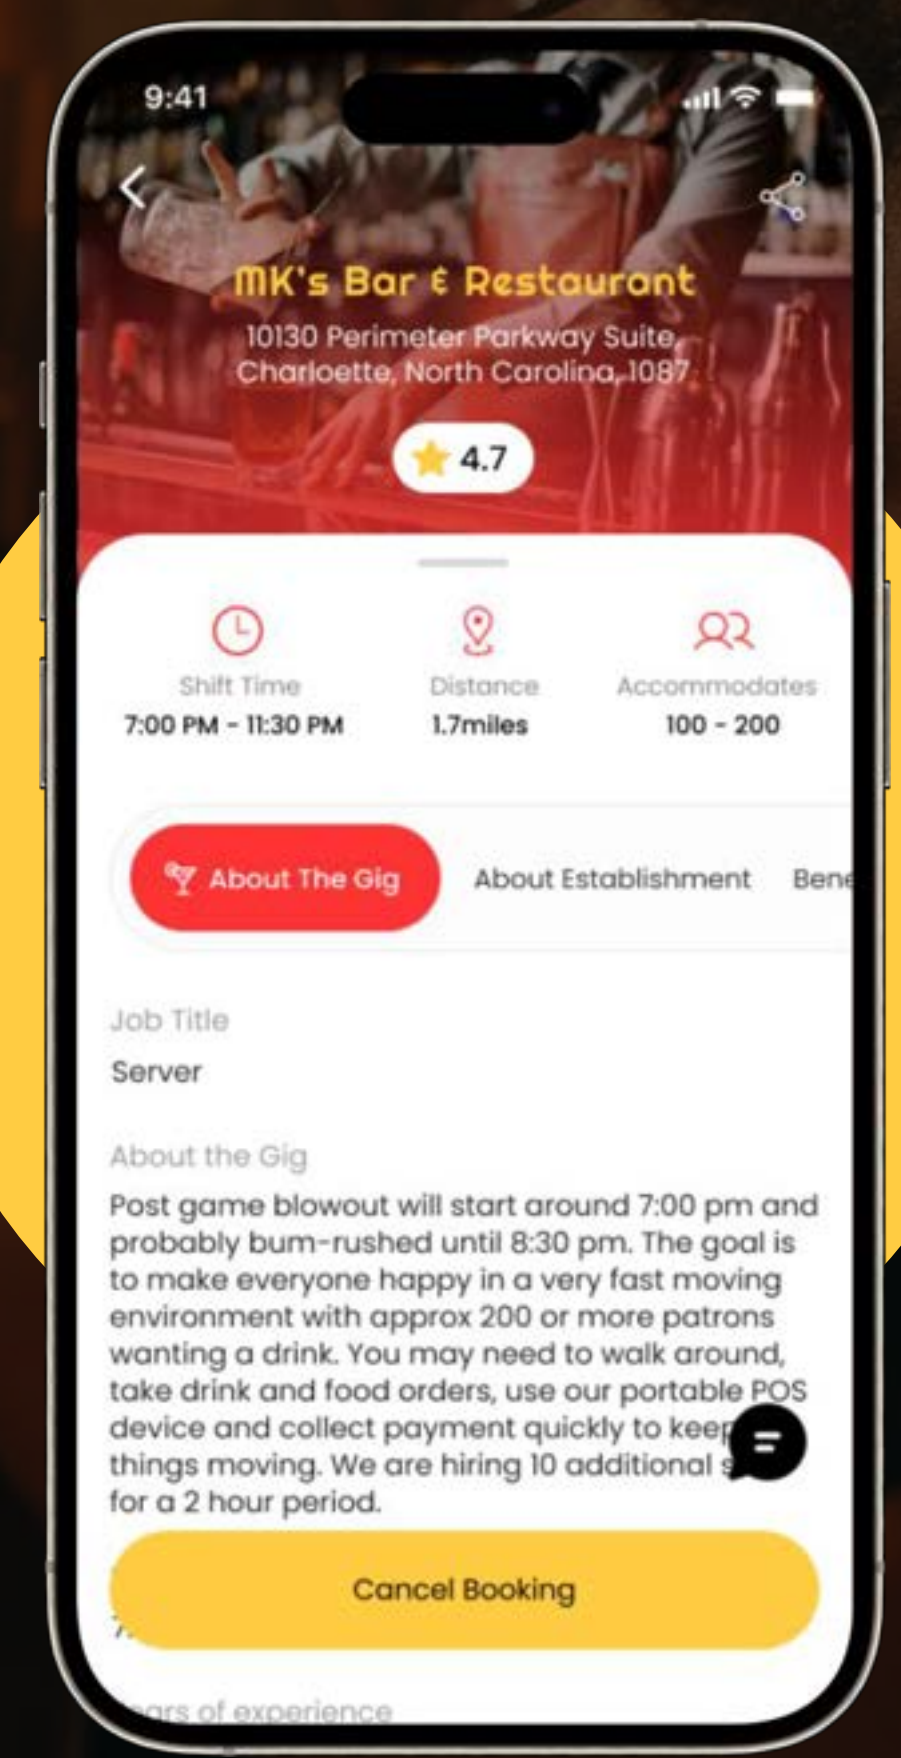 9:41
MK's Bar & Restaurant
10130 Perimeter Parkway Suite,
Charloette, North Carolina, 1087
4.7
Shift Time
7:00 PM - 11:30 PM
Distance
1.7miles
Accommodates
100 - 200
About The Gig
About Establishment
Bene
Job Title
Server
About the Gig
Post game blowout will start around 7:00 pm and
probably bum-rushed until 8:30 pm. The goal is
to make everyone happy in a very fast moving
environment with approx 200 or more patrons
wanting a drink. You may need to walk around,
take drink and food orders, use our portable POS
device and collect payment quickly to keep
things moving. We are hiring 10 additional s
for a 2 hour period.
Cancel Booking
ears of experience